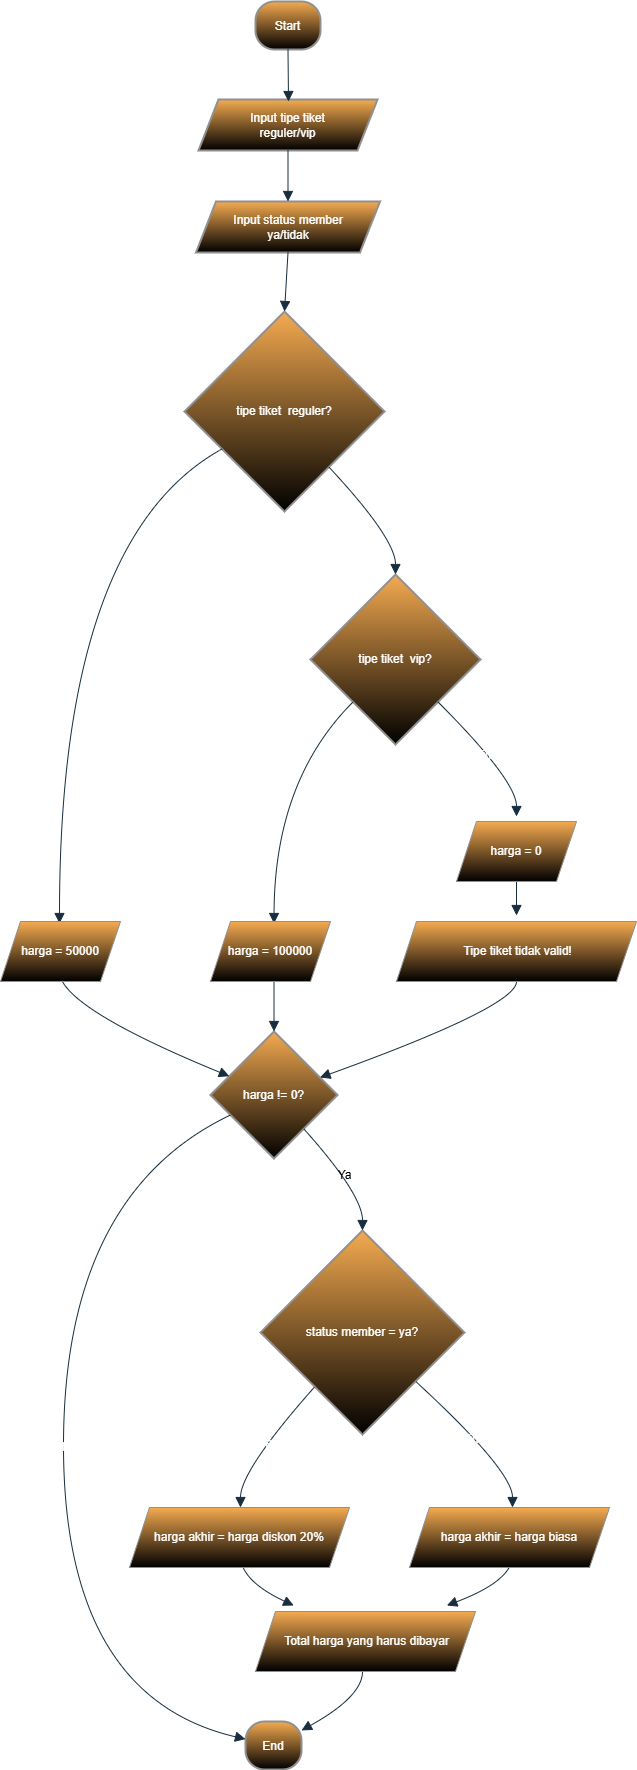 Start
Input tipe tiket
reguler/vip
Input status member
ya/tidak
tipe tiket  reguler?
tipe tiket  vip?
harga = 0
harga = 50000
harga = 100000
Tipe tiket tidak valid!
harga != 0?
Ya
status member = ya?
harga akhir = harga diskon 20%
harga akhir = harga biasa
Total harga yang harus dibayar
End